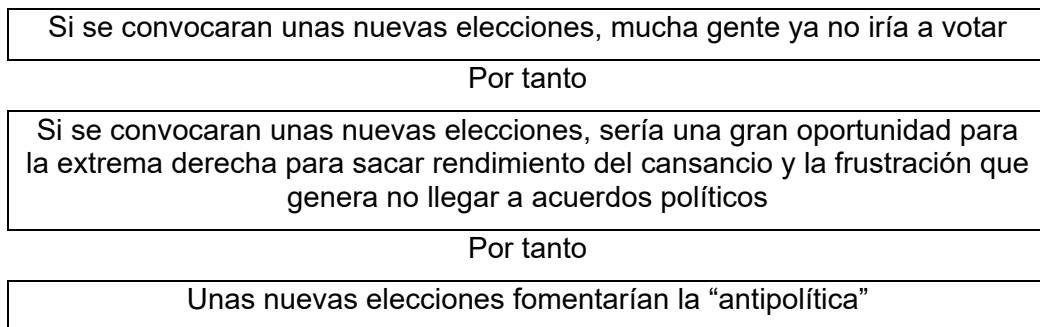 Si se convocaran unas nuevas elecciones, mucha gente ya no iría a votar
Por tanto
Si se convocaran unas nuevas elecciones, sería una gran oportunidad para
la extrema derecha para sacar rendimiento del cansancio y la frustración que
genera no llegar a acuerdos políticos
Por tanto
Unas nuevas elecciones fomentarían la “antipolítica”